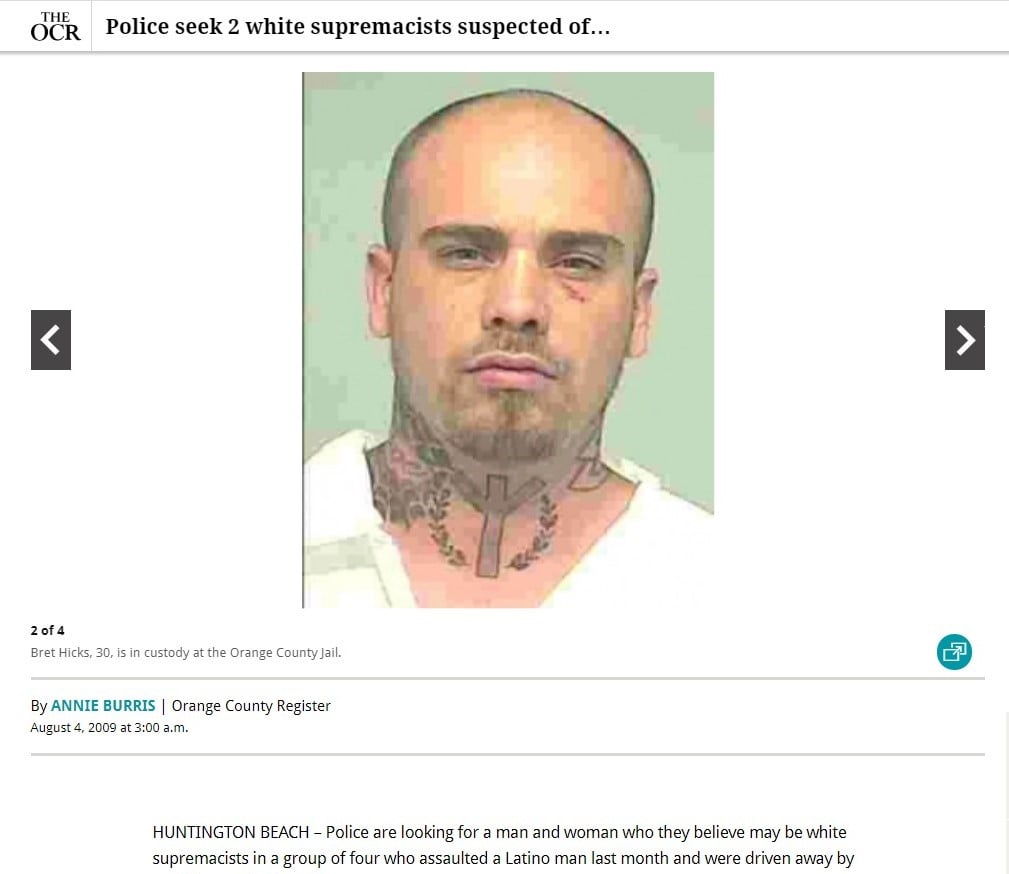 THE
OCR
Police seek 2 white supremacists suspected of…
2 of 4
Bret Hicks, 30, is in custody at the Orange County Jail.
By ANNIE BURRIS | Orange County Register
August 4, 2009 at 3:00 a.m.
HUNTINGTON BEACH – Police are looking for a man and woman who they believe may be white
supremacists in a group of four who assaulted a Latino man last month and were driven away by